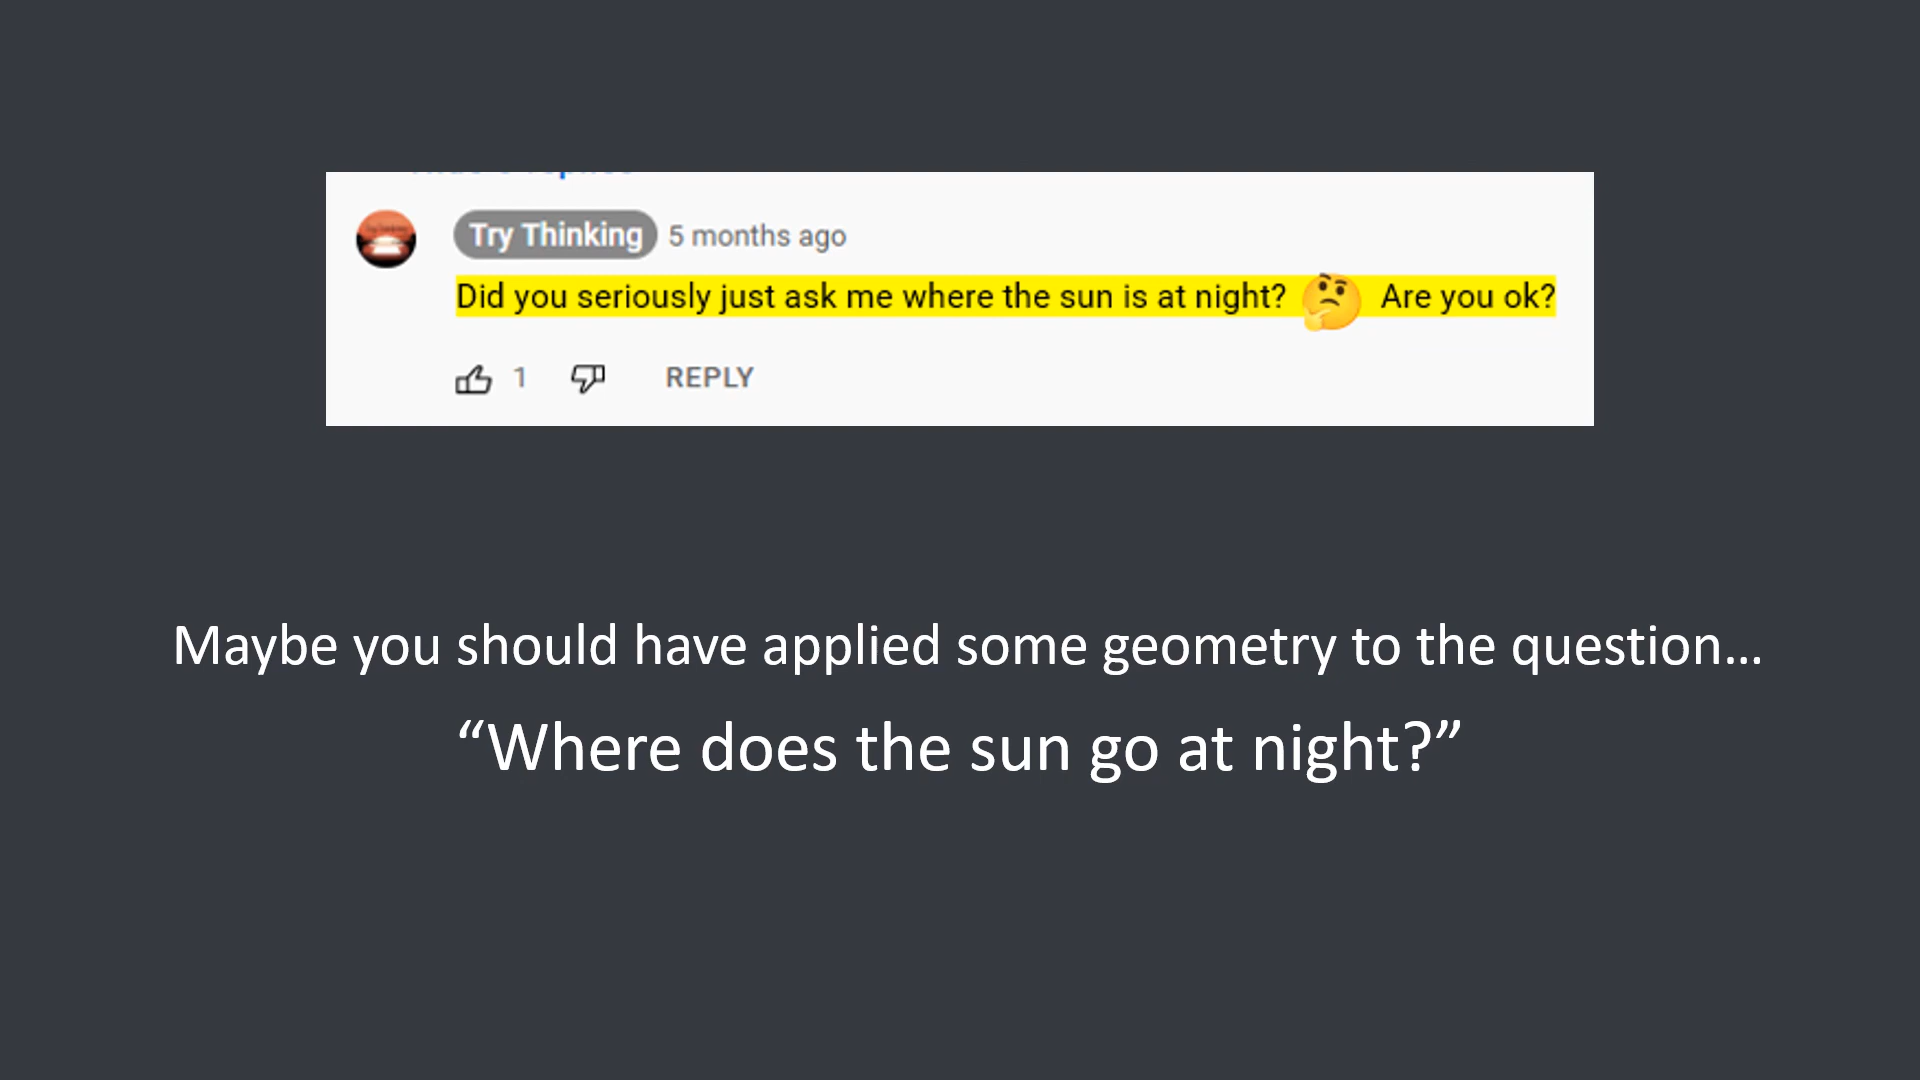 Try Thinking 5 months ago
Did you seriously just ask me where the sun is at night? 🤔 Are you ok?
1 REPLY
Maybe you should have applied some geometry to the question...
“Where does the sun go at night?”